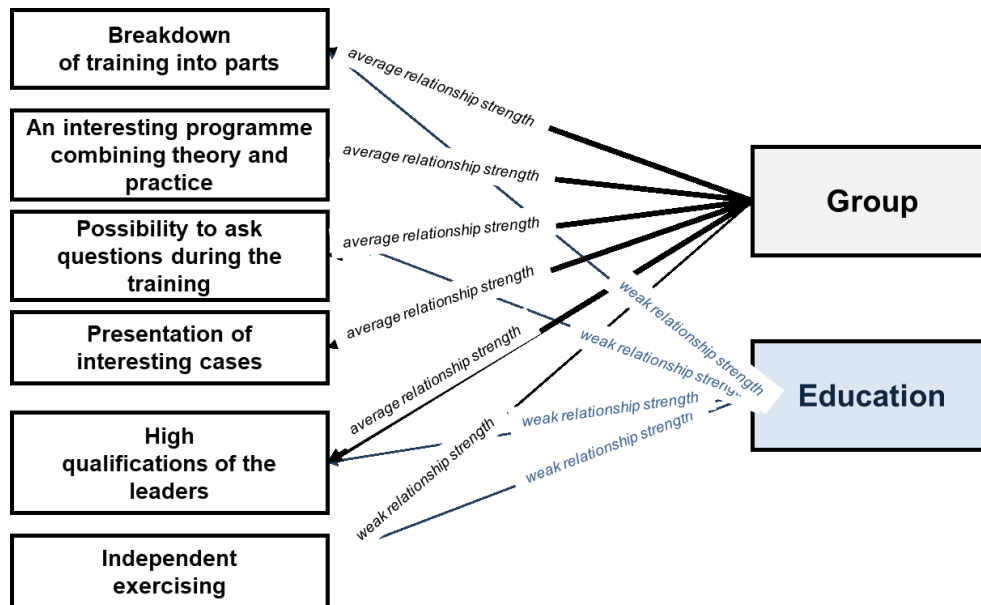 Breakdown
of training into parts
An interesting programme
combining theory and
practice
Possibility to ask
questions during the
training
Presentation of
interesting cases
High
qualifications of the
leaders
Independent
exercising
average relationship strength
average relationship strength
average relationship strength
average relationship strength
average relationship strength
weak relationship strength
weak relationship strength
weak relationship strength
weak relationship strength
weak relationship strength
Group
Education